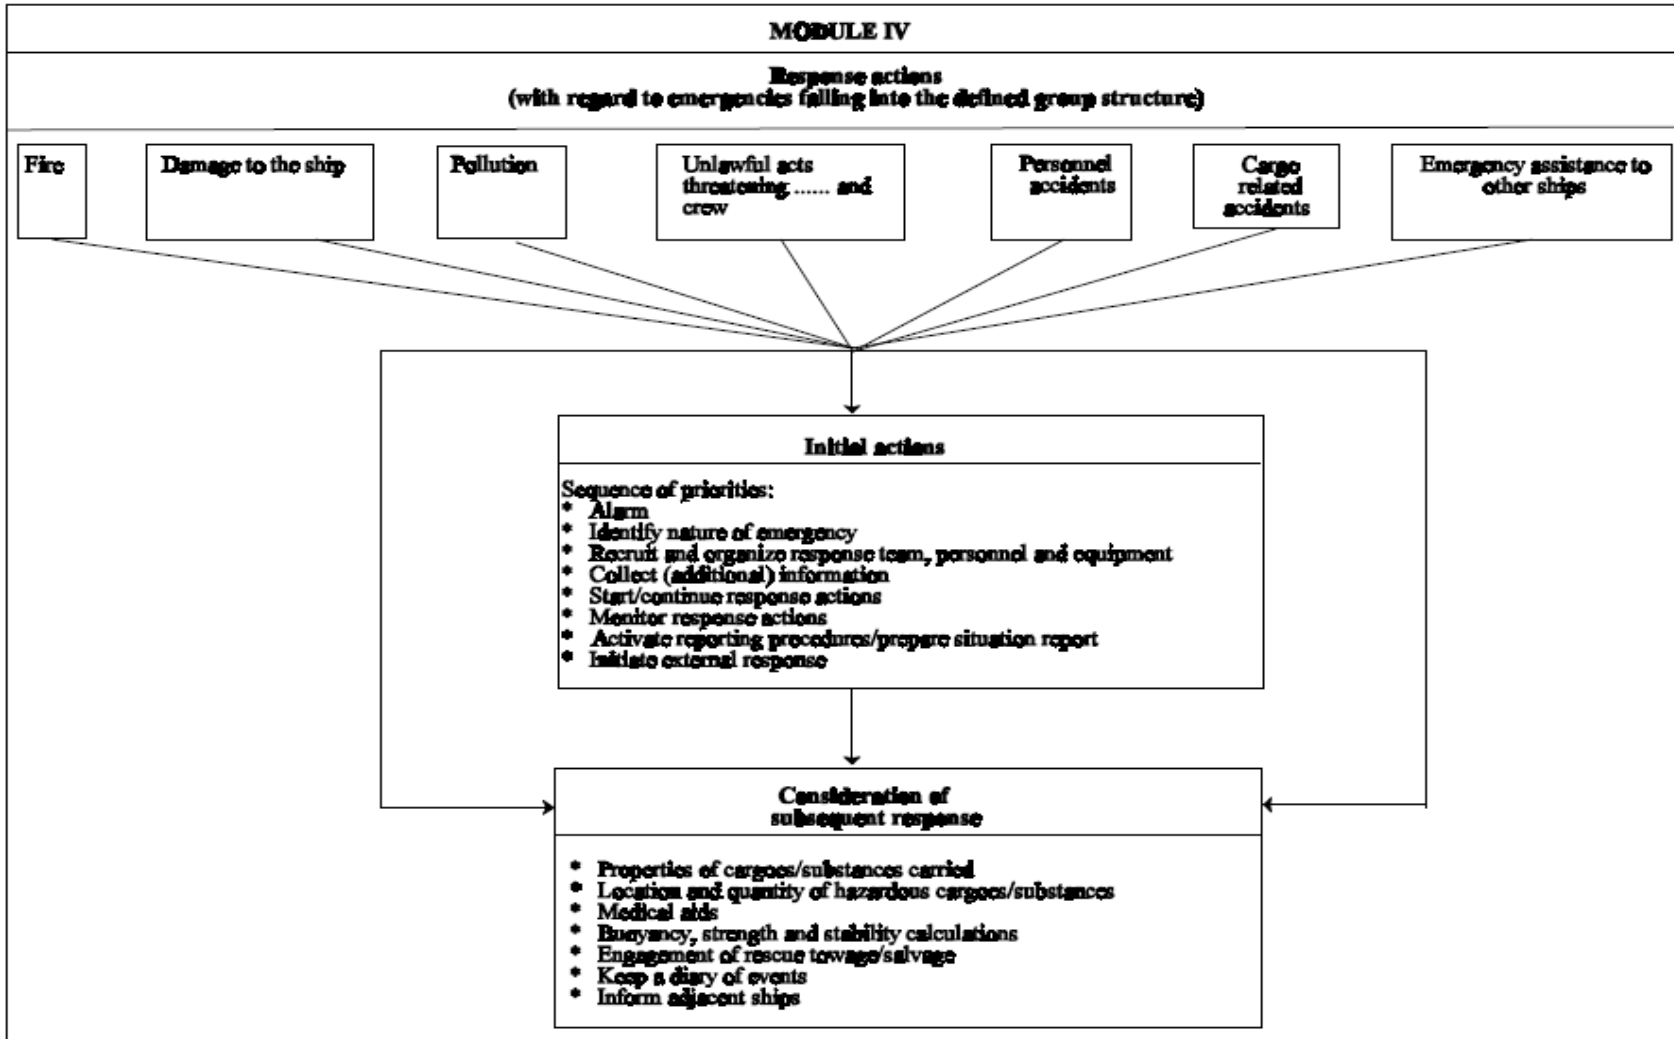 MODULE IV
Response actions
(with regard to emergencies falling into the defined group structure)
Fire
Damage to the ship
Pollution
Unlawful acts
threatening ...... and
crew
Personnel
accidents
Cargo
related
accidents
Emergency assistance to
other ships
Initial actions
Sequence of priorities:
* Alarm
* Identify nature of emergency
* Recruit and organize response team, personnel and equipment
* Collect (additional) information
* Start/continue response actions
* Monitor response actions
* Activate reporting procedures/prepare situation report
* Initiate external response
Consideration of
subsequent response
* Properties of cargoes/substances carried
* Location and quantity of hazardous cargoes/substances
* Medical aids
* Buoyancy, strength and stability calculations
* Engagement of rescue towage/salvage
* Keep a diary of events
* Inform adjacent ships